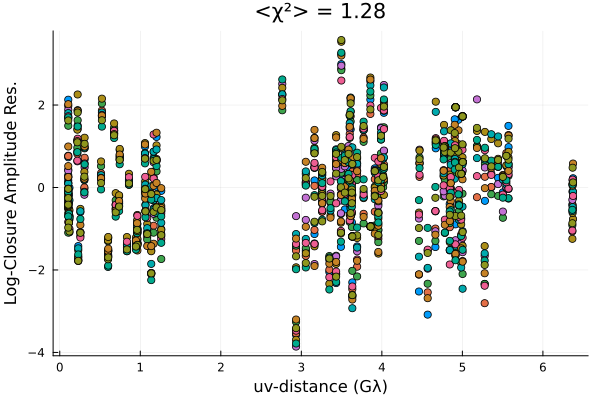 <χ²> = 1.28
Log-Closure Amplitude Res.
2
0
−2
−4
0 1 2 3 4 5 6
uv-distance (Gλ)